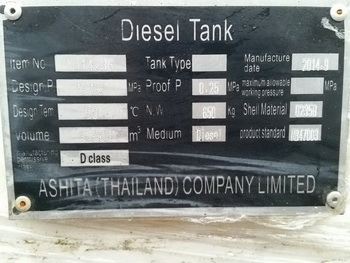 Diesel Tank
Item No Tank Type Manufacture date 2014.9
Design P MPa Proof P 0.25 MPa maximum allowable working pressure MPa
Design Tem ℃ N.W 650 Kg Shell Material Q235B
Volume m³ Medium Diesel product standard
manufacturing permissive D class
ASHITA (THAILAND) COMPANY LIMITED